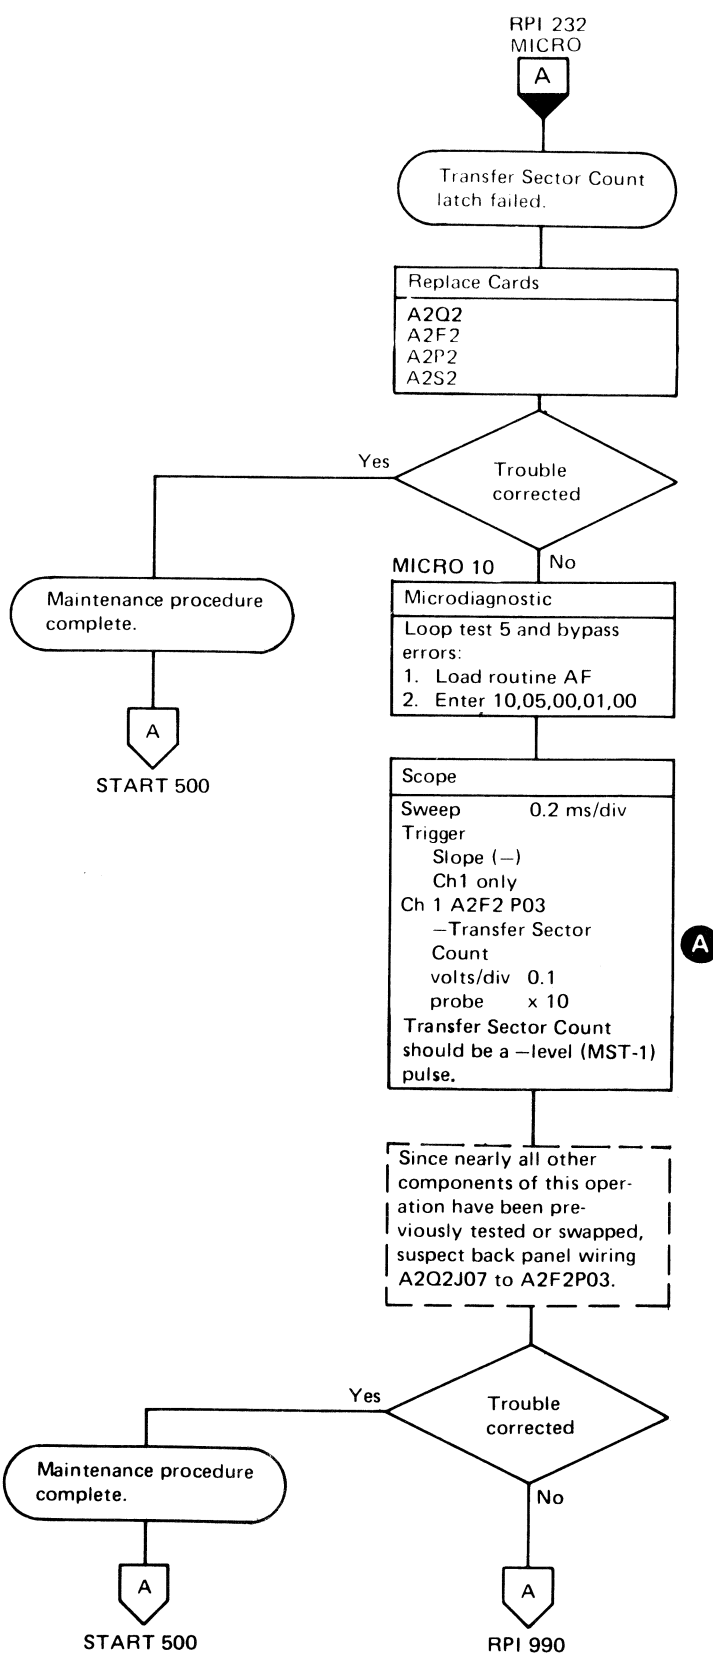 RPI 232
MICRO
A
Transfer Sector Count
latch failed.
Replace Cards
A2Q2
A2F2
A2P2
A2S2
Yes
Trouble
corrected
No
Maintenance procedure
complete.
A
START 500
MICRO 10
Microdiagnostic
Loop test 5 and bypass
errors:
1. Load routine AF
2. Enter 10,05,00,01,00
Scope
Sweep 0.2 ms/div
Trigger
Slope (—)
Ch1 only
Ch 1 A2F2 P03
—Transfer Sector
Count
volts/div 0.1
probe x 10
Transfer Sector Count
should be a —level (MST-1)
pulse.
A
Since nearly all other
components of this oper-
ation have been pre-
viously tested or swapped,
suspect back panel wiring
A2Q2J07 to A2F2P03.
Yes
Trouble
corrected
No
Maintenance procedure
complete.
A
START 500
A
RPI 990